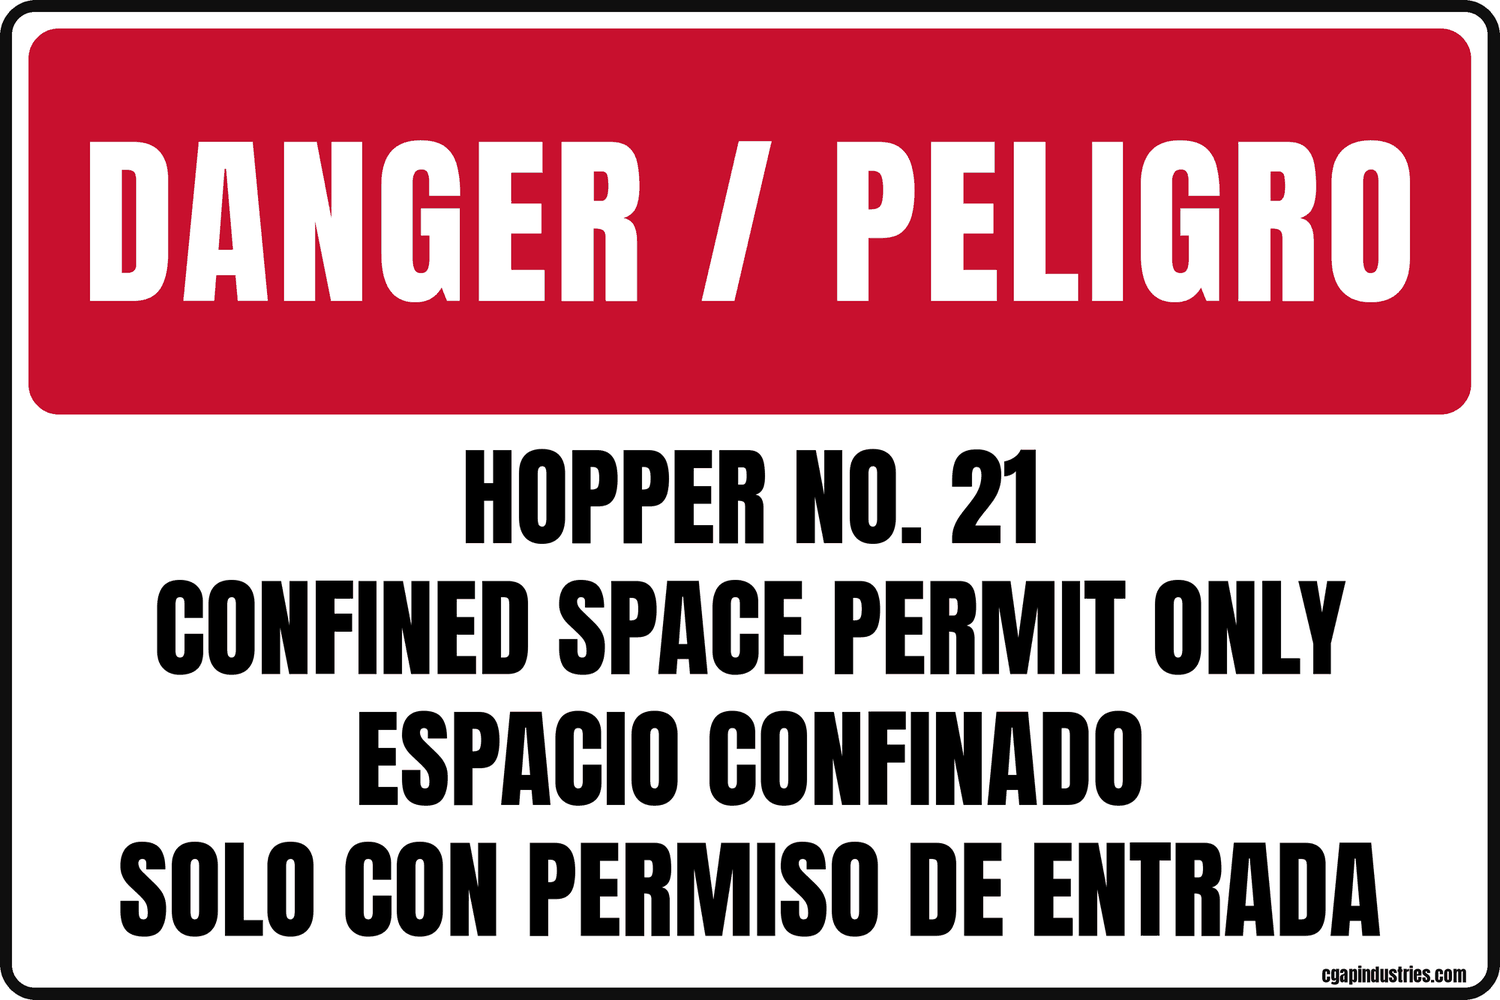 DANGER / PELIGRO
HOPPER NO. 21
CONFINED SPACE PERMIT ONLY
ESPACIO CONFINADO
SOLO CON PERMISO DE ENTRADA
cgapindustries.com